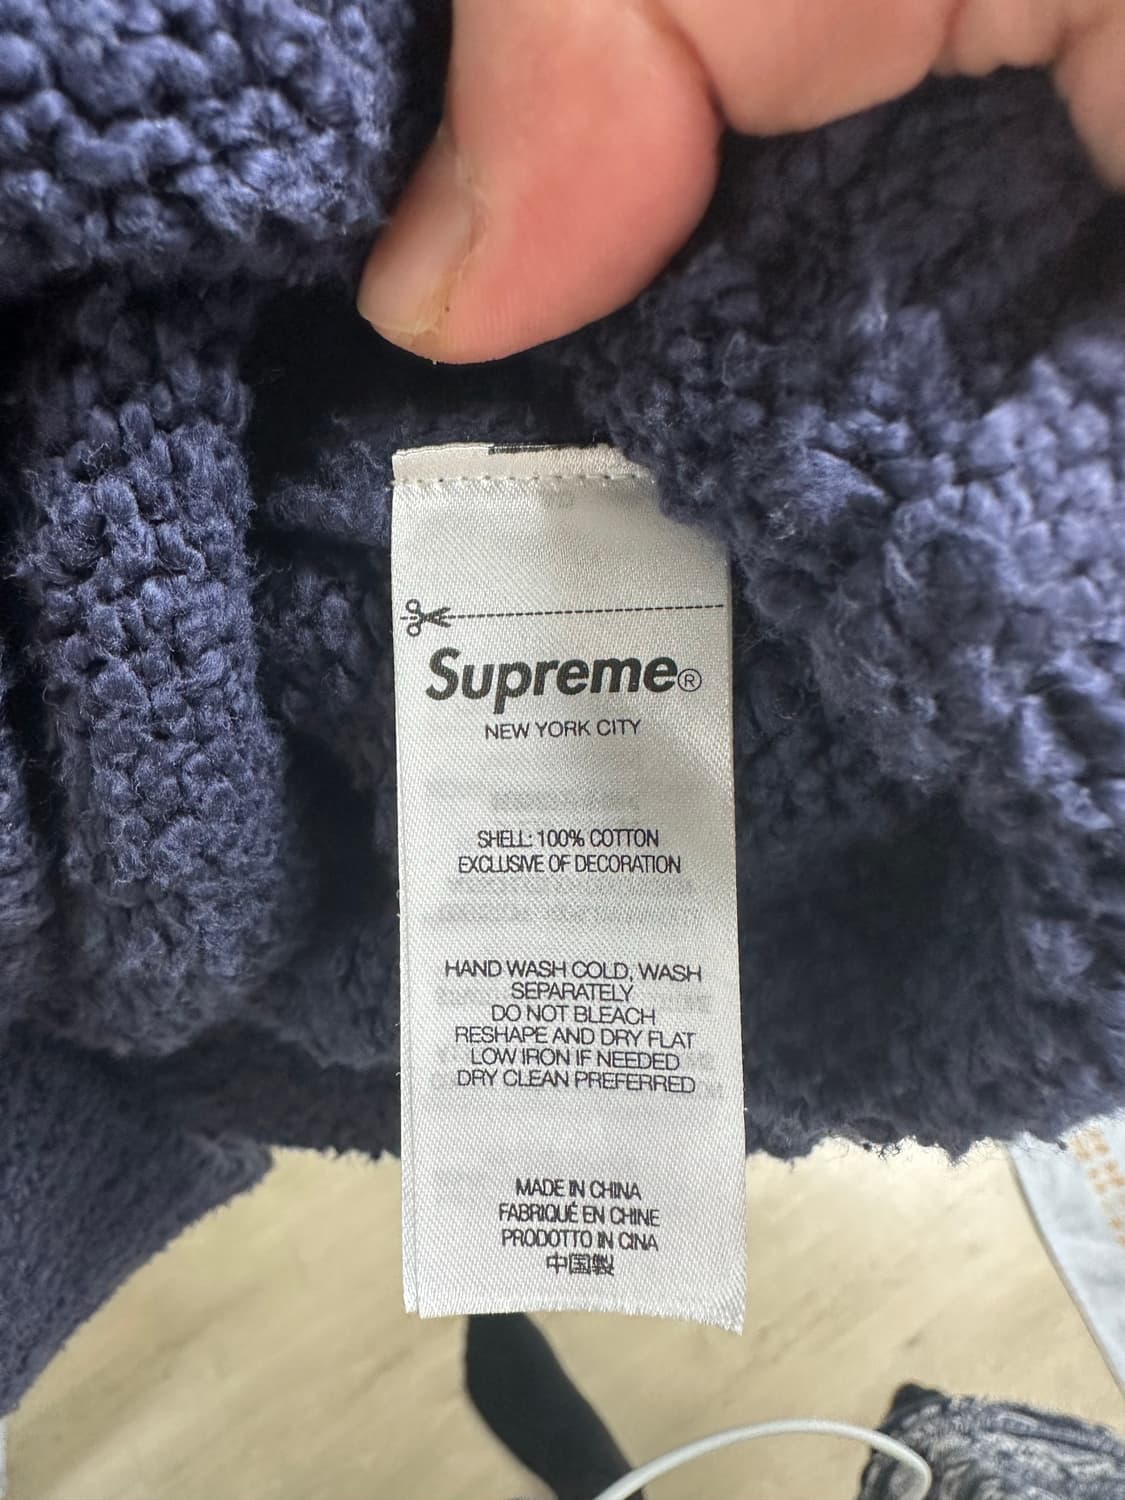 Supreme®
NEW YORK CITY
SHELL: 100% COTTON
EXCLUSIVE OF DECORATION
HAND WASH COLD, WASH
SEPARATELY
DO NOT BLEACH
RESHAPE AND DRY FLAT
LOW IRON IF NEEDED
DRY CLEAN PREFERRED
MADE IN CHINA
FABRIQUÉ EN CHINE
PRODOTTO IN CINA
中国製